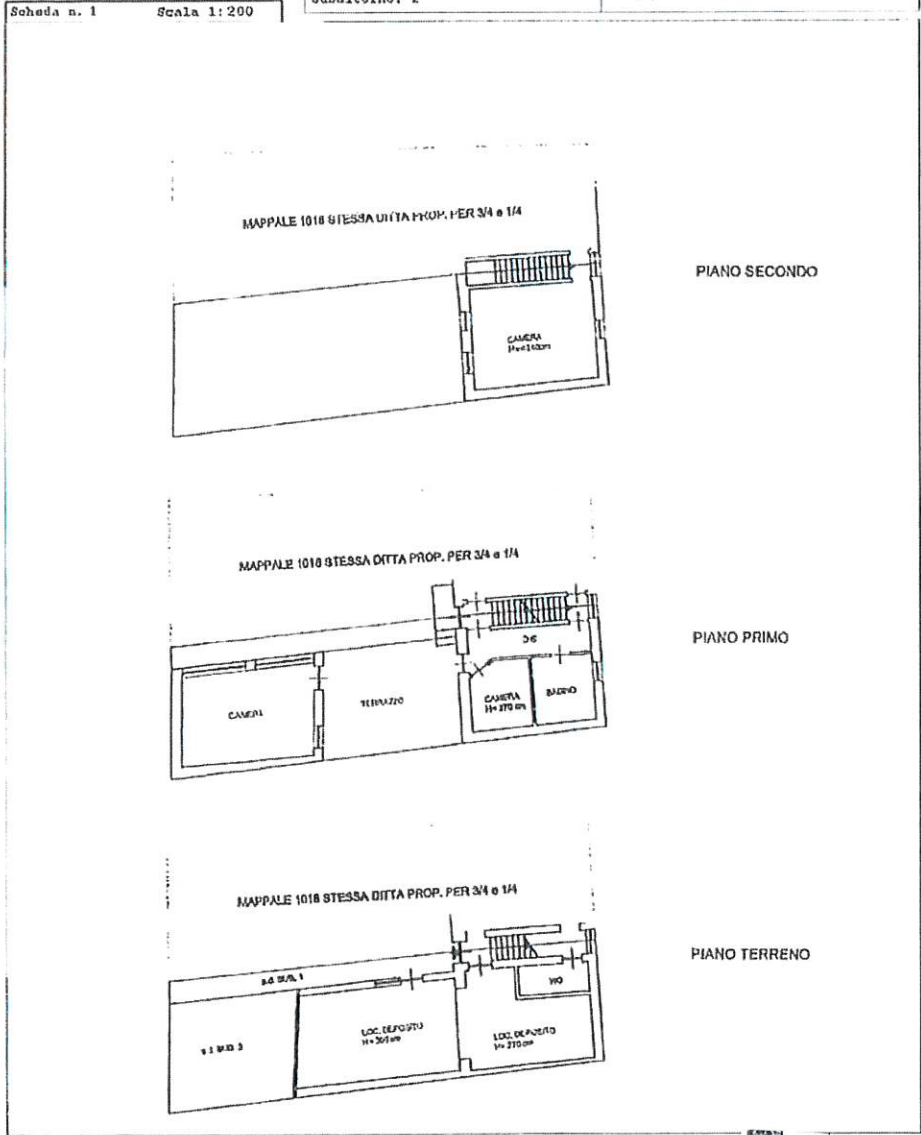 Scheda n. 1 Scala 1:200
MAPPALE 1018 STESSA DITTA PROP. PER 3/4 e 1/4
PIANO SECONDO
CAMERA
MAPPALE 1018 STESSA DITTA PROP. PER 3/4 e 1/4
PIANO PRIMO
DIS
CAMERA
TERRAZZO
CAMERA
H= 270 cm
BAGNO
MAPPALE 1018 STESSA DITTA PROP. PER 3/4 e 1/4
PIANO TERRENO
WC
LOC. DEPOSITO
LOC. DEPOSITO
H= 270 cm